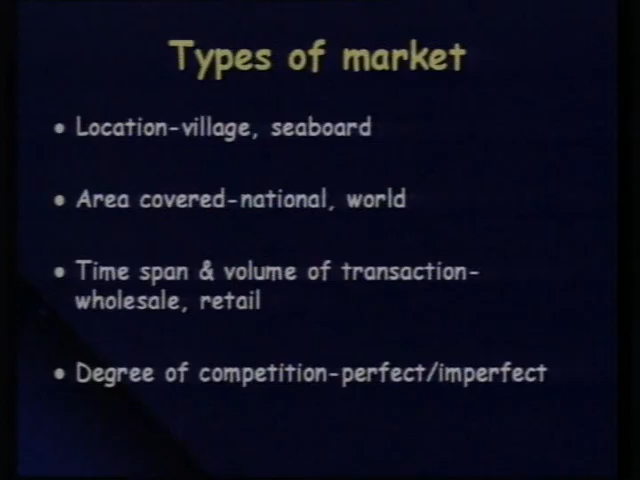 Types of market
• Location-village, seaboard
• Area covered-national, world
• Time span & volume of transaction-
wholesale, retail
• Degree of competition-perfect/imperfect